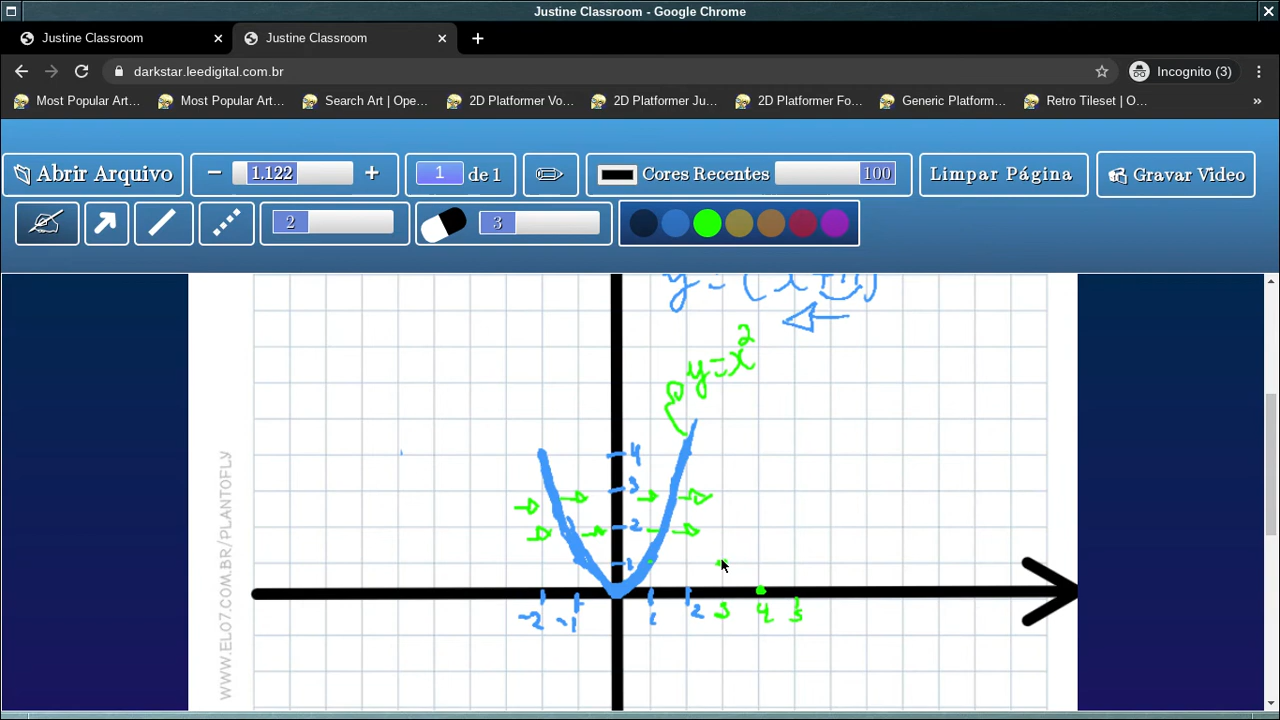 Justine Classroom - Google Chrome
Justine Classroom
Justine Classroom
darkstar.leedigital.com.br
Incognito (3)
Most Popular Art...
Most Popular Art...
Search Art | Ope...
2D Platformer Vo...
2D Platformer Ju...
2D Platformer Fo...
Generic Platform...
Retro Tileset | O...
Abrir Arquivo
1.122
1 de 1
Cores Recentes
100
Limpar Página
Gravar Video
2
3
y=x²
4
3
2
1
-2 -1 1 2 3 4 5
WWW.EL07.COM.BR/PLANTOFLY